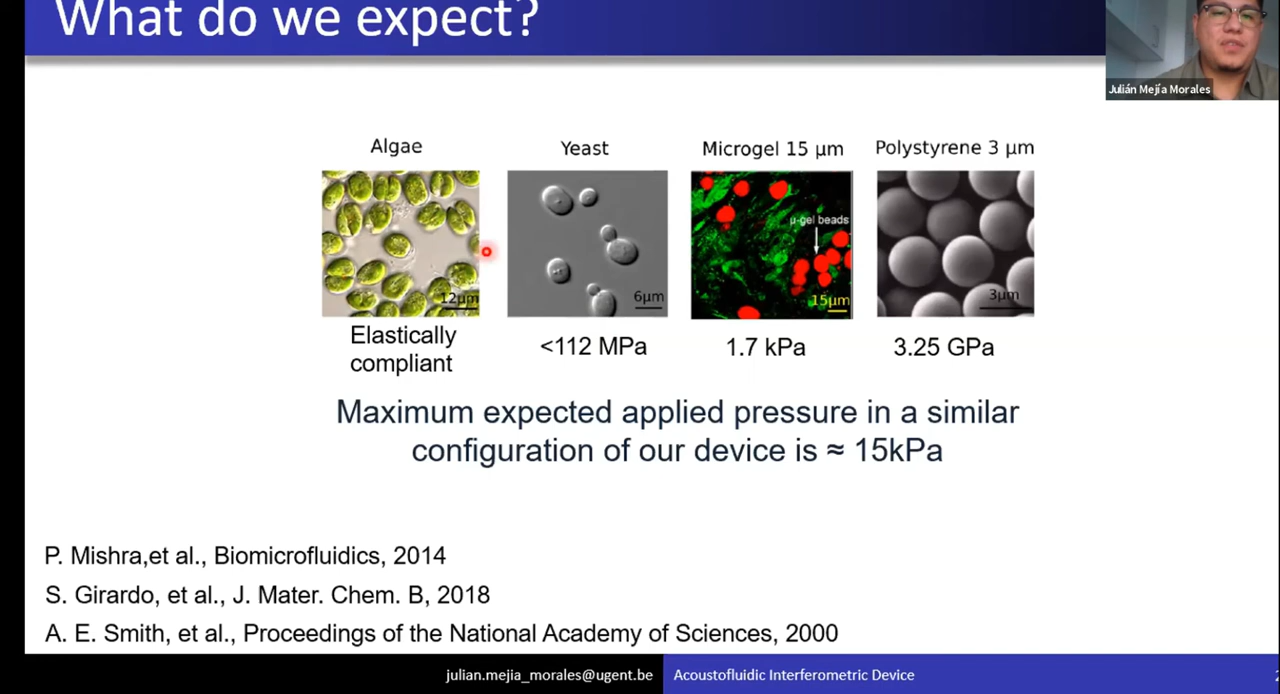 What do we expect?
Julián Mejía Morales
Algae
Yeast
Microgel 15 µm
Polystyrene 3 µm
µ-gel beads
12µm
6µm
15µm
3µm
Elastically
compliant
<112 MPa
1.7 kPa
3.25 GPa
Maximum expected applied pressure in a similar
configuration of our device is ≈ 15kPa
P. Mishra,et al., Biomicrofluidics, 2014
S. Girardo, et al., J. Mater. Chem. B, 2018
A. E. Smith, et al., Proceedings of the National Academy of Sciences, 2000
julian.mejia_morales@ugent.be
Acoustofluidic Interferometric Device